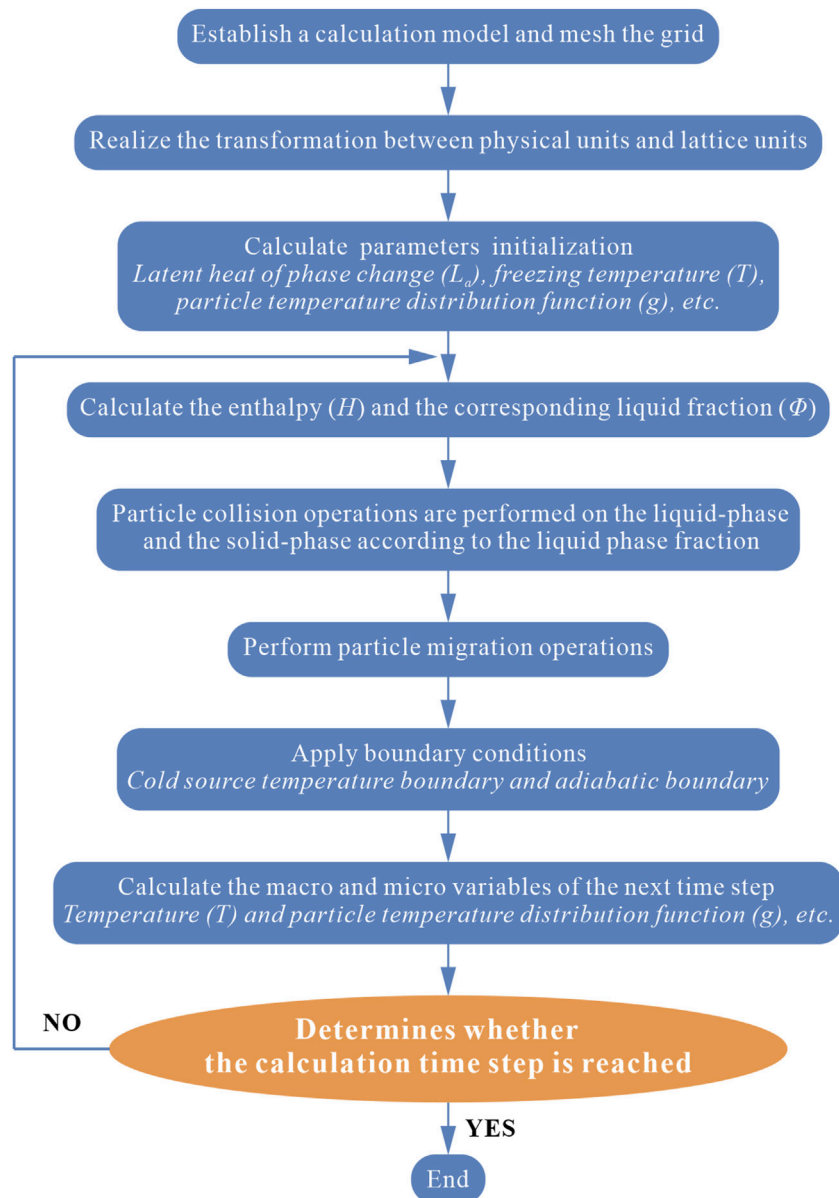 Establish a calculation model and mesh the grid
Realize the transformation between physical units and lattice units
Calculate parameters initialization
Latent heat of phase change (Lₐ), freezing temperature (T),
particle temperature distribution function (g), etc.
Calculate the enthalpy (H) and the corresponding liquid fraction (Φ)
Particle collision operations are performed on the liquid-phase
and the solid-phase according to the liquid phase fraction
Perform particle migration operations
Apply boundary conditions
Cold source temperature boundary and adiabatic boundary
Calculate the macro and micro variables of the next time step
Temperature (T) and particle temperature distribution function (g), etc.
NO
Determines whether
the calculation time step is reached
YES
End